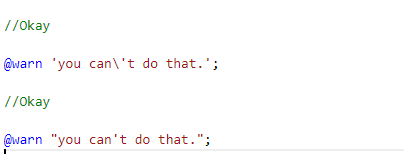 //Okay
@warn 'you can\'t do that.';
//Okay
@warn "you can't do that.";